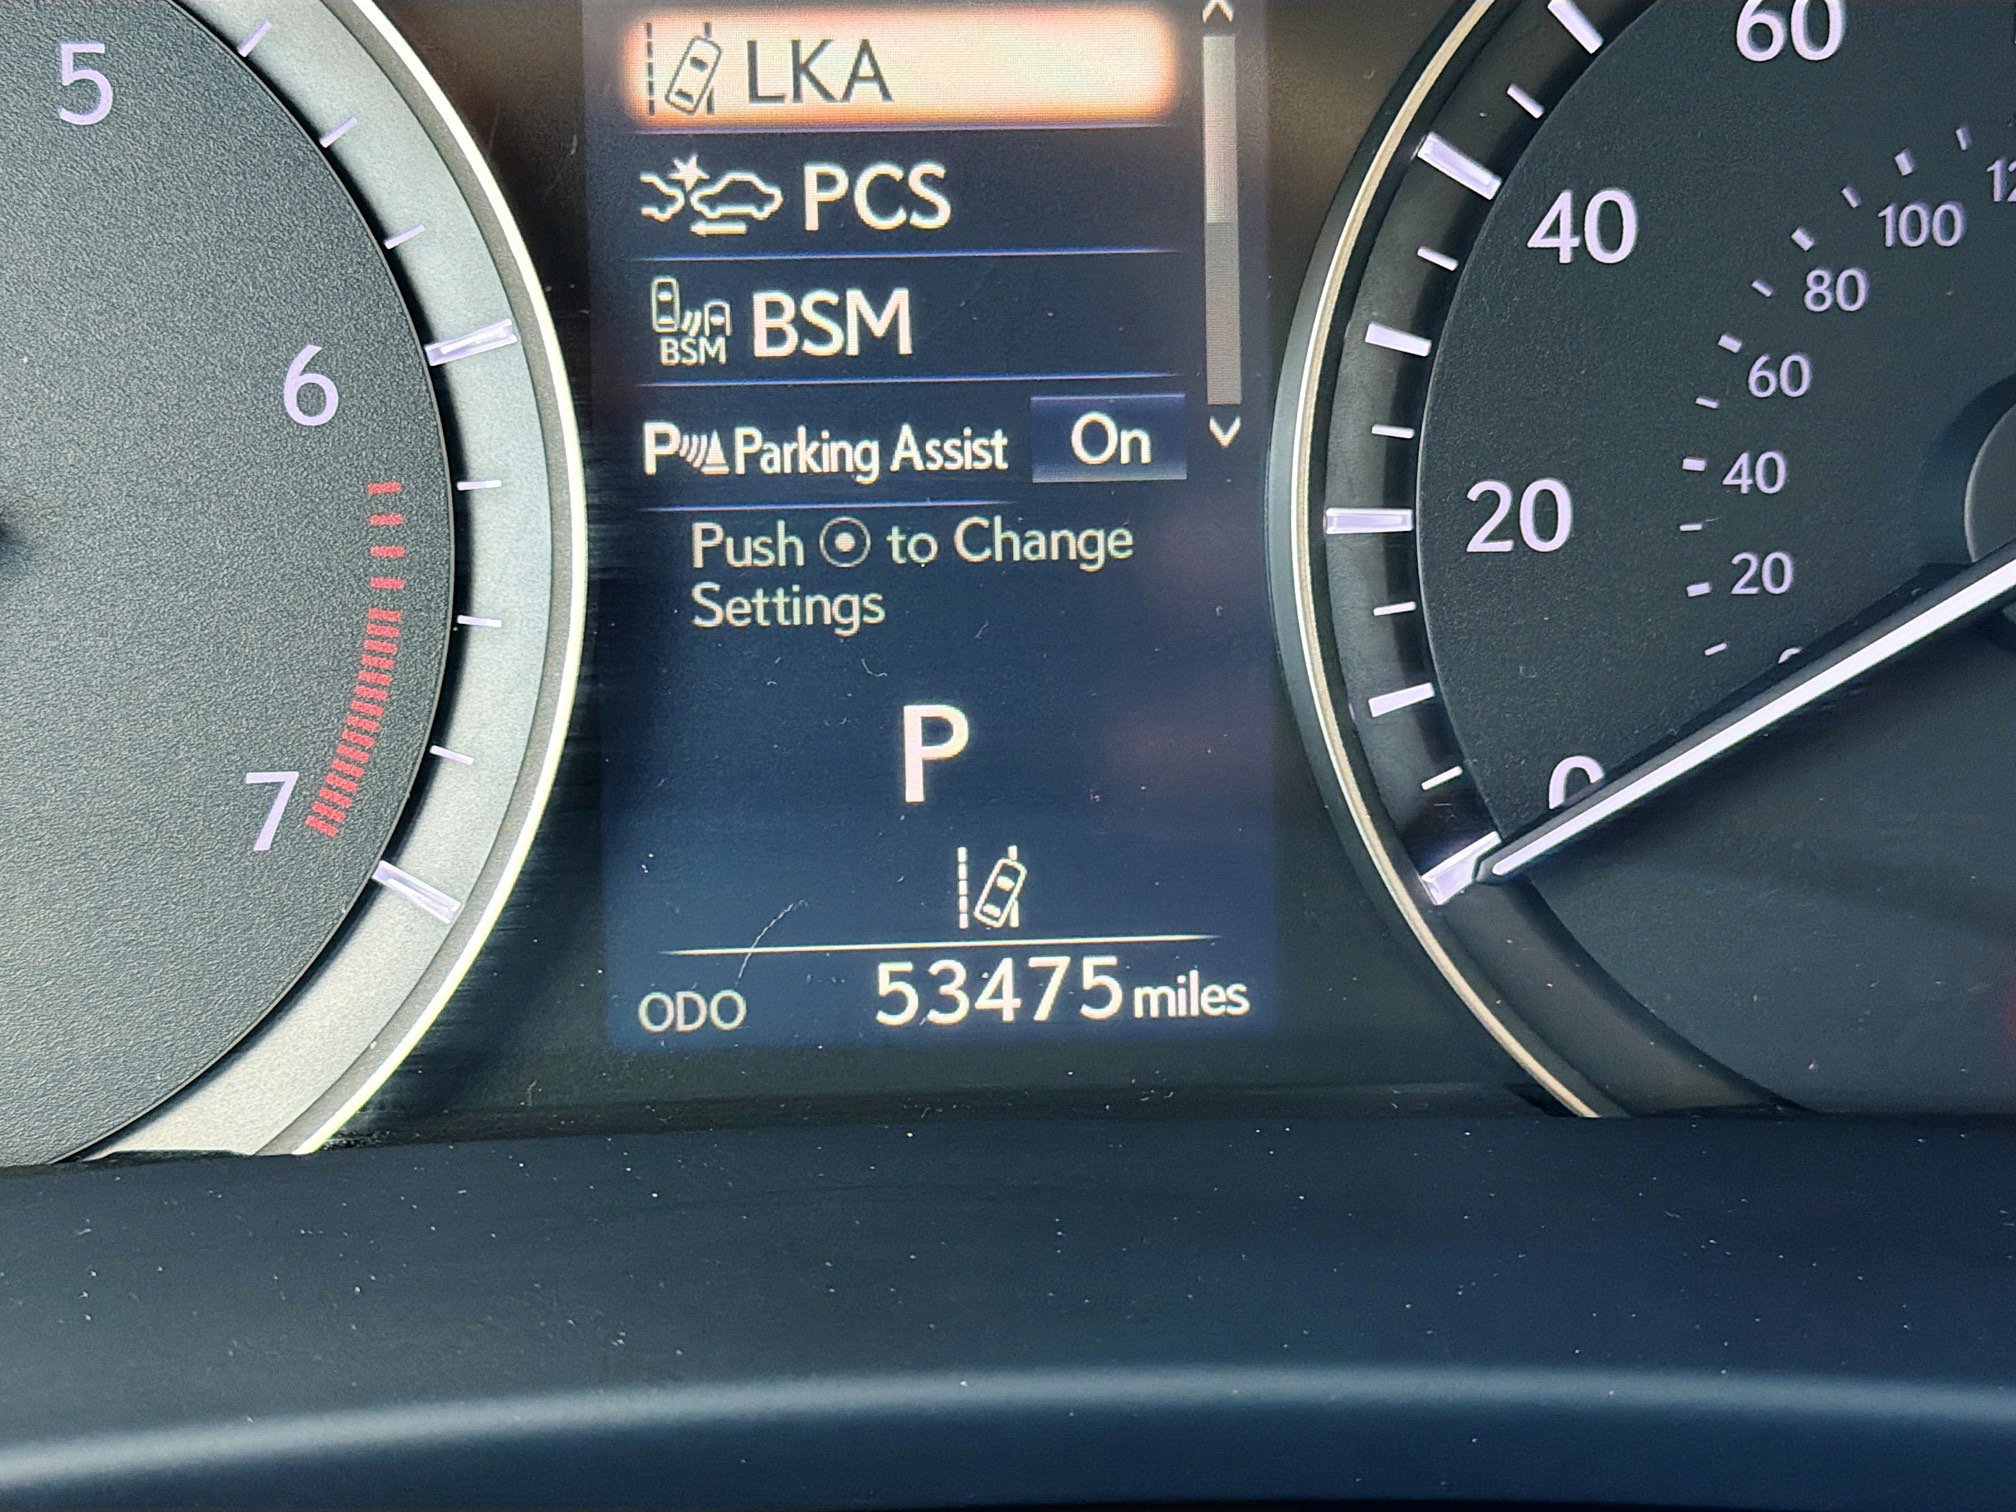 5
6
7
LKA
PCS
BSM
BSM
P Parking Assist On
Push to Change
Settings
P
ODO 53475 miles
60
40
20
0
100
80
60
40
20